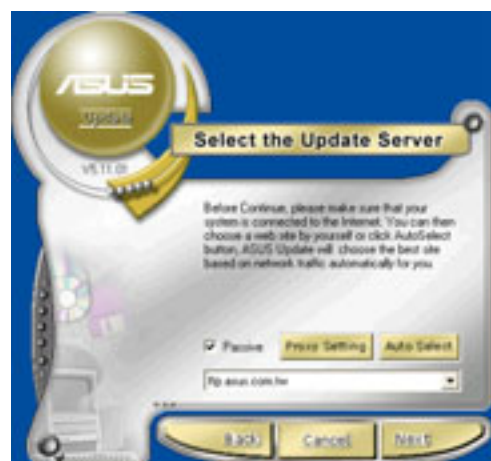 ASUS
Update
V5.11.01
Select the Update Server
Before Continue, please make sure that your
system is connected to the Internet. You can then
choose a web site by yourself or click AutoSelect
button, ASUS Update will choose the best site
based on network traffic automatically for you.
Passive
Proxy Setting
Auto Select
ftp.asus.com.tw
Back
Cancel
Next